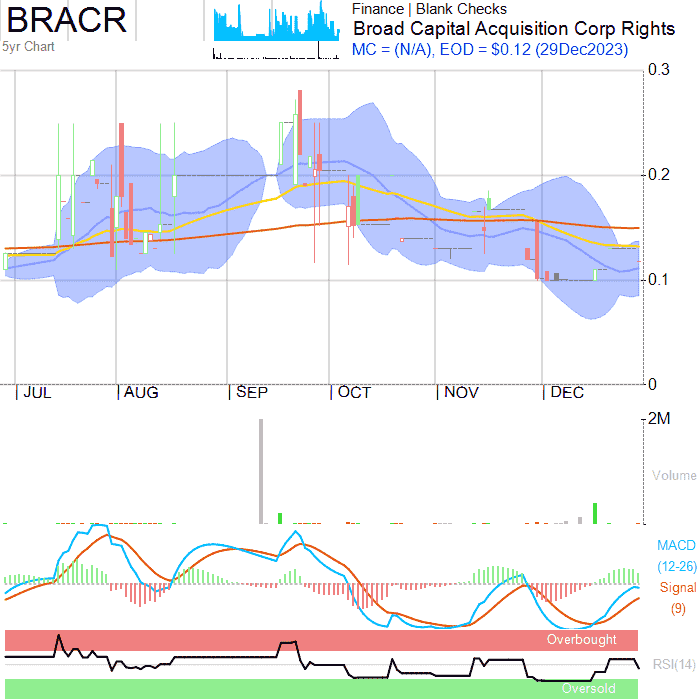 BRACR
5yr Chart
Finance | Blank Checks
Broad Capital Acquisition Corp Rights
MC = (N/A), EOD = $0.12 (29Dec2023)
0.3
0.2
0.1
0
JUL
AUG
SEP
OCT
NOV
DEC
2M
Volume
MACD
(12-26)
Signal
(9)
Overbought
RSI(14)
Oversold